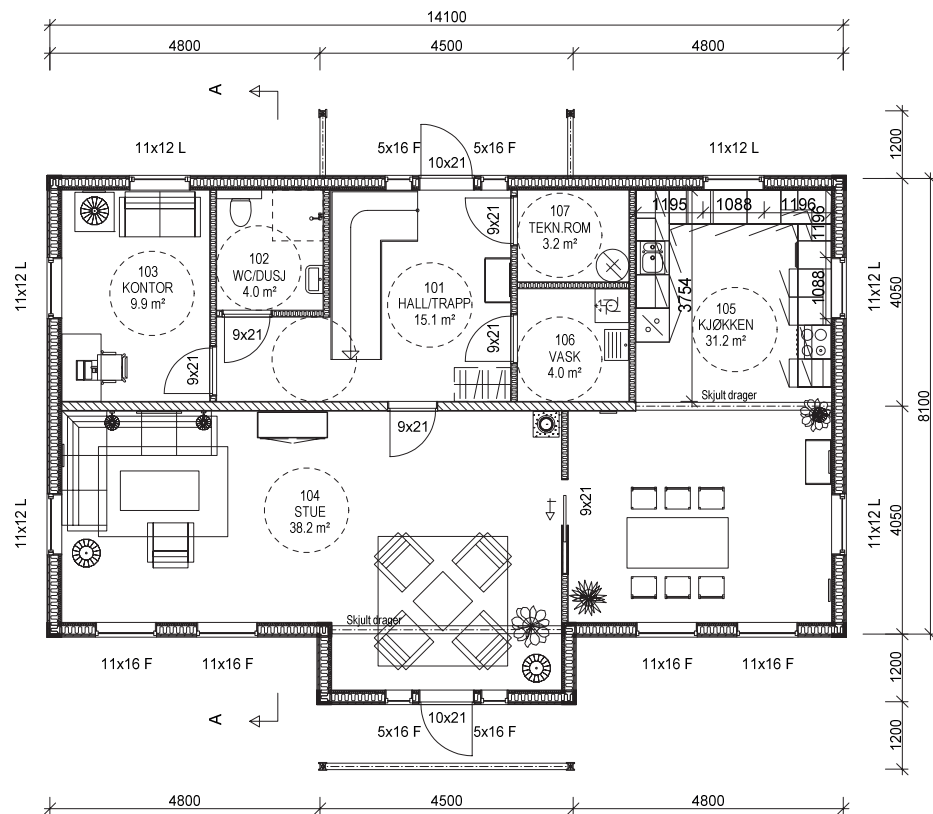 14100
4800
4500
4800
A
1200
11x12 L
5x16 F
5x16 F
11x12 L
10x21
1195
1088
1196
1195
9x21
107
TEKN.ROM
3.2 m²
102
WC/DUSJ
4.0 m²
103
KONTOR
9.9 m²
101
HALL/TRAPP
15.1 m²
11x12 L
3754
1088
11x12 L
4050
105
KJØKKEN
31.2 m²
9x21
9x21
106
VASK
4.0 m²
9x21
Skjult drager
8100
9x21
104
STUE
38.2 m²
9x21
11x12 L
11x12 L
4050
Skjult drager
11x16 F
11x16 F
11x16 F
11x16 F
1200
A
10x21
5x16 F
5x16 F
1200
4800
4500
4800